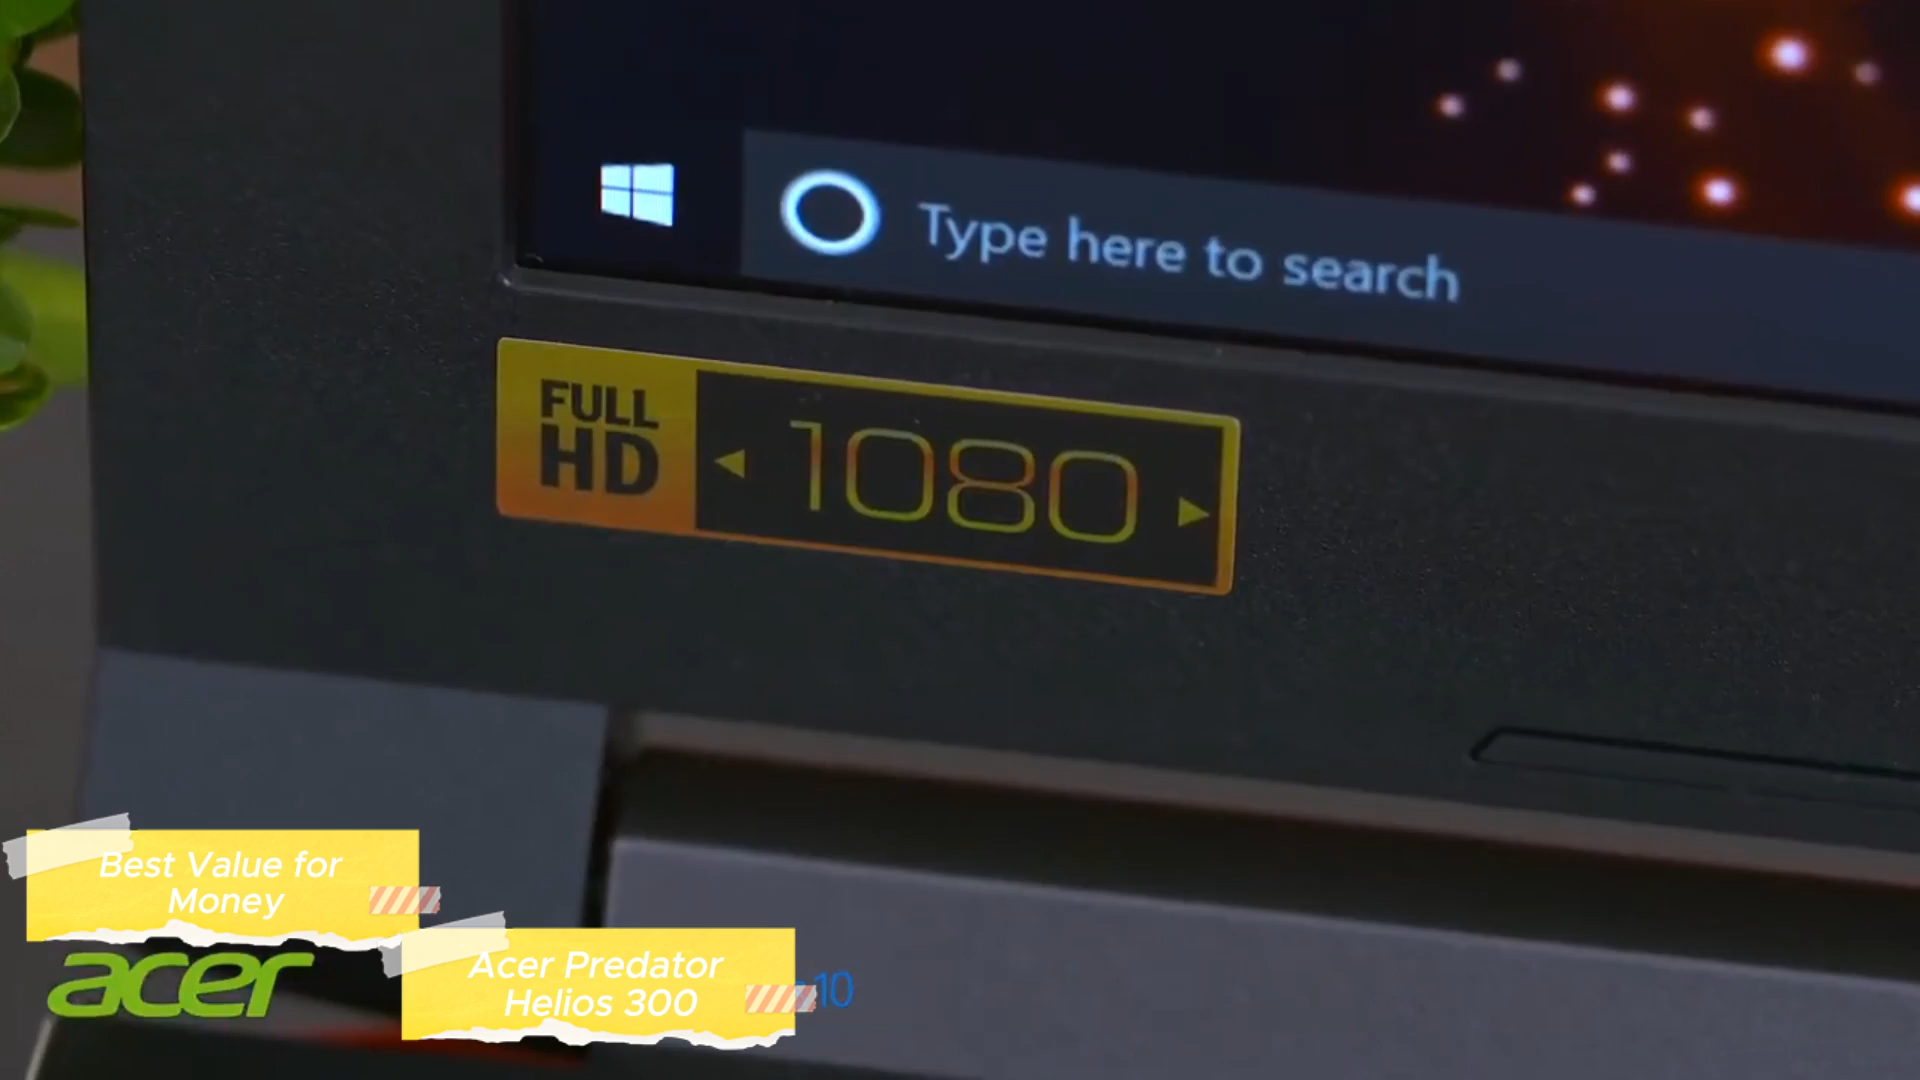 Type here to search
FULL
HD
1080
Best Value for
Money
acer
Acer Predator
Helios 300
10